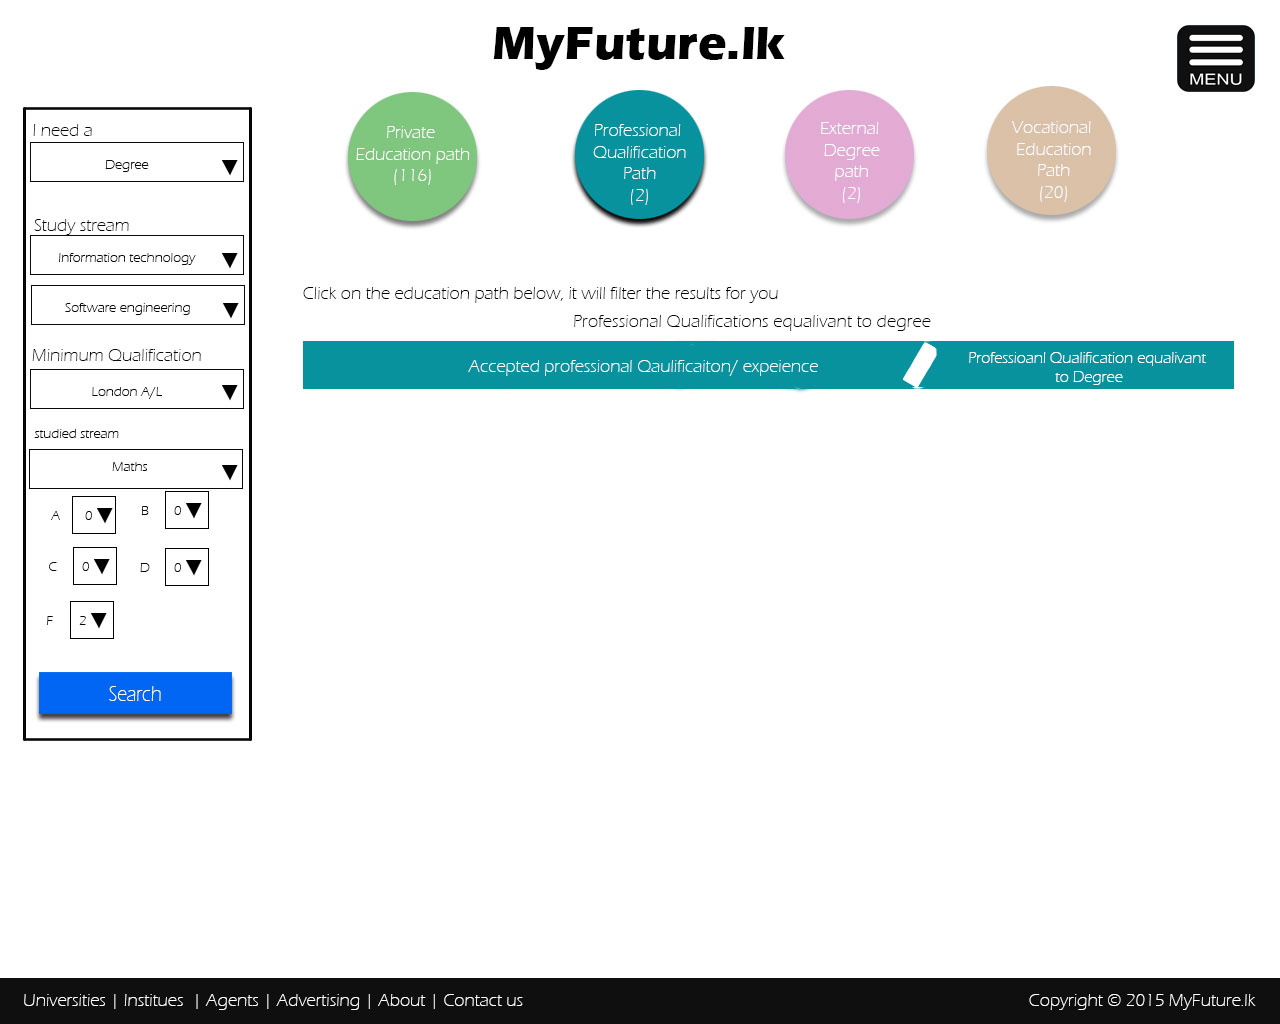 MyFuture.lk
MENU
I need a
Degree
Study stream
Information technology
Software engineering
Minimum Qualification
London A/L
studied stream
Maths
A 0 B 0
C 0 D 0
F 2
Search
Private
Education path
(116)
Professional
Qualification
Path
(2)
External
Degree
path
(2)
Vocational
Education
Path
(20)
Click on the education path below, it will filter the results for you
Professional Qualifications equalivant to degree
Accepted professional Qaulificaiton/ expeience
Professioanl Qualification equalivant
to Degree
Universities | Institues | Agents | Advertising | About | Contact us
Copyright © 2015 MyFuture.lk